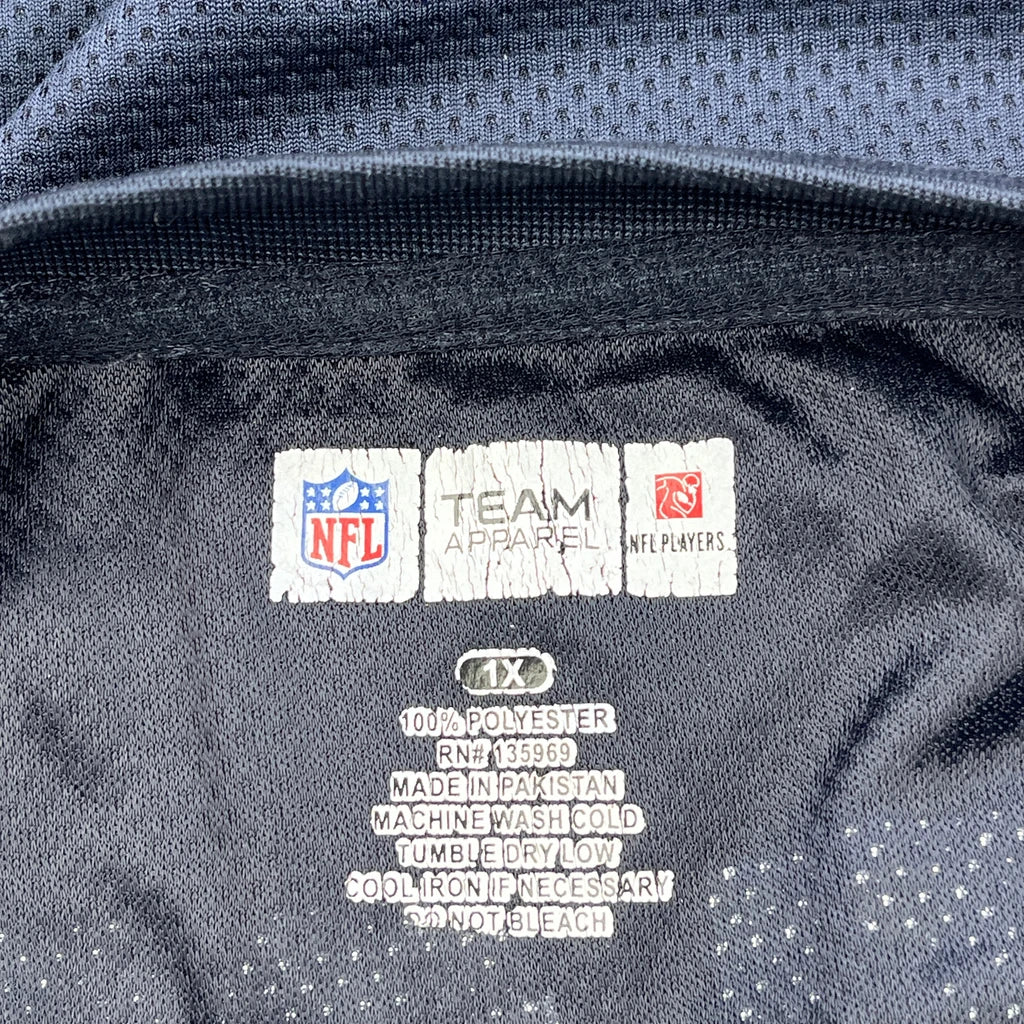 NFL
TEAM
APPAREL
NFL PLAYERS
1X
100% POLYESTER
RN# 135969
MADE IN PAKISTAN
MACHINE WASH COLD
TUMBLE DRY LOW
COOL IRON IF NECESSARY
DO NOT BLEACH